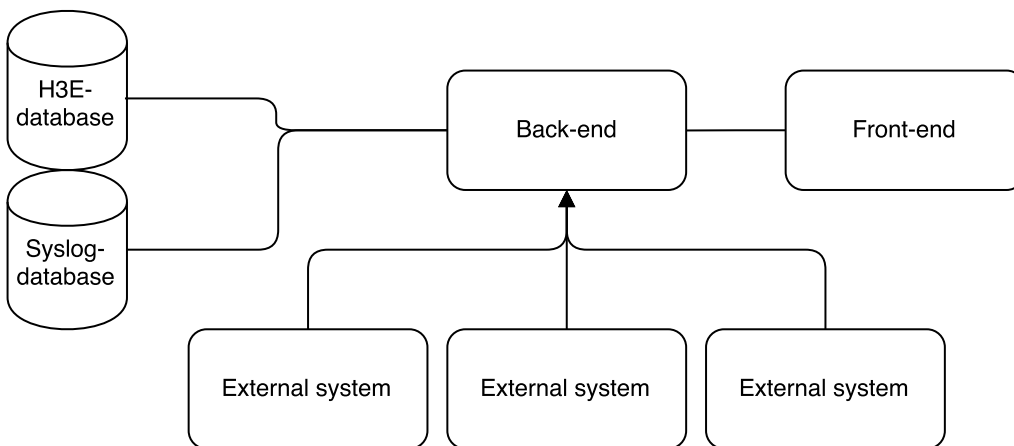 H3E-
database
Back-end
Front-end
Syslog-
database
External system
External system
External system